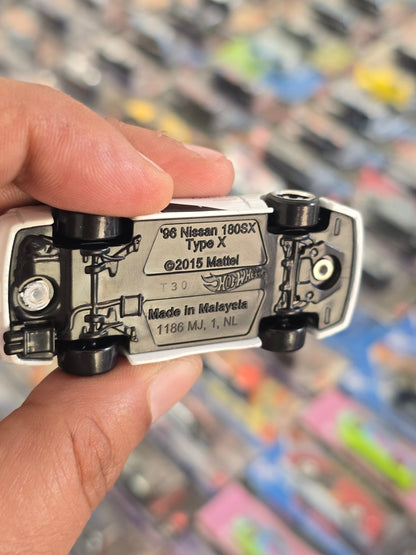 '96 Nissan 180SX
Type X
©2015 Mattel
T30
Hot Wheels
Made in Malaysia
1186 MJ, 1, NL